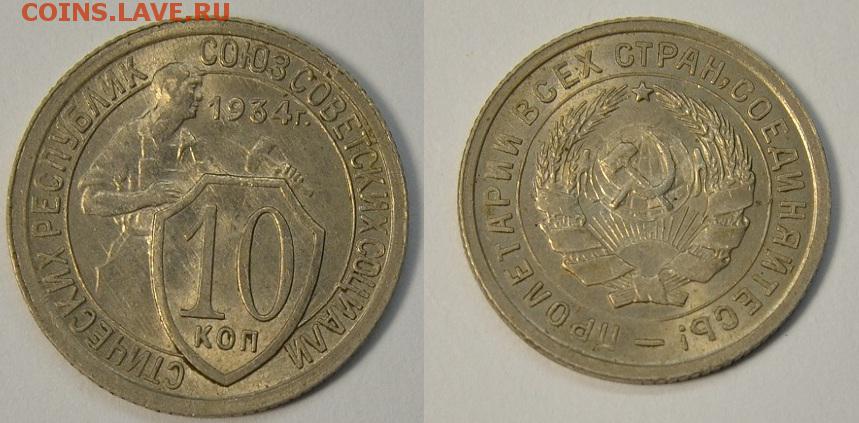 COINS.LAVE.RU
СОЮЗ СОВЕТСКИХ СОЦИАЛИСТИЧЕСКИХ РЕСПУБЛИК
1934г.
10
КОП
ПРОЛЕТАРИИ ВСЕХ СТРАН, СОЕДИНЯЙТЕСЬ! —